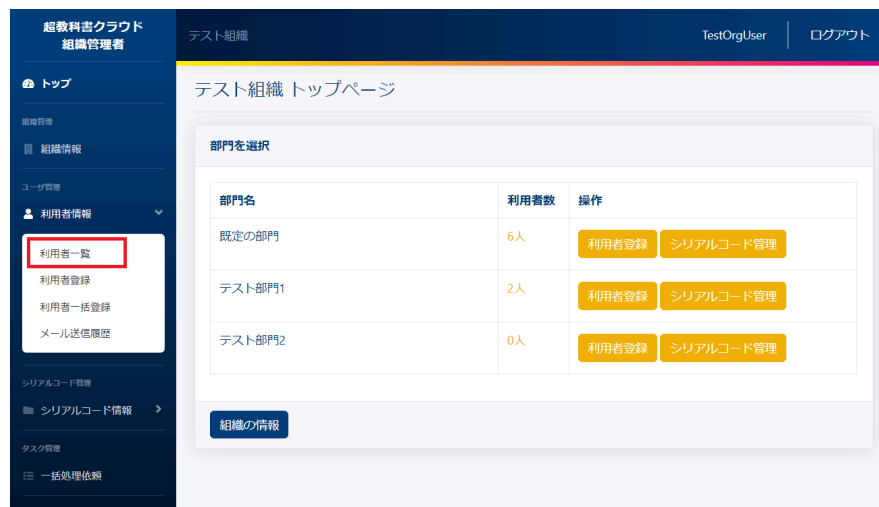 超教科書クラウド
組織管理者
テスト組織
TestOrgUser
ログアウト
トップ
組織管理
組織情報
ユーザ管理
利用者情報
利用者一覧
利用者登録
利用者一括登録
メール送信履歴
シリアルコード管理
シリアルコード情報
タスク管理
一括処理依頼
テスト組織 トップページ
部門を選択
部門名 利用者数 操作
既定の部門 6人 利用者登録 シリアルコード管理
テスト部門1 2人 利用者登録 シリアルコード管理
テスト部門2 0人 利用者登録 シリアルコード管理
組織の情報